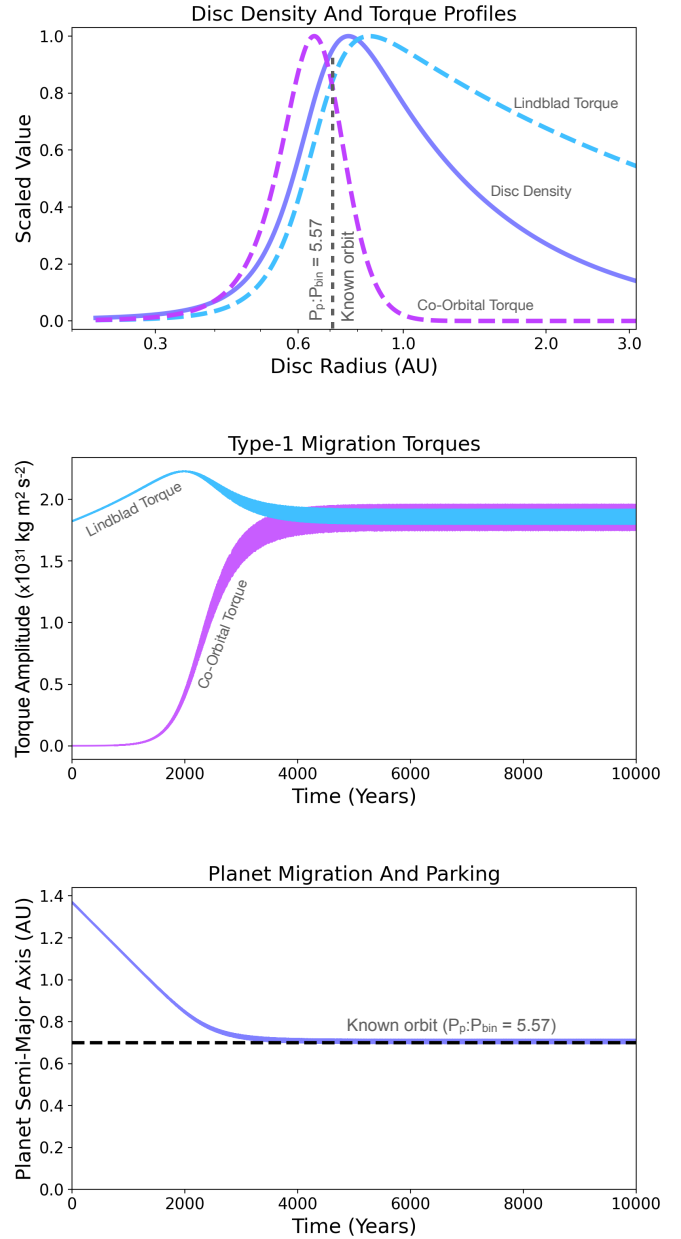 Disc Density And Torque Profiles
Scaled Value
1.0
0.8
0.6
0.4
0.2
0.0
Lindblad Torque
Disc Density
Co-Orbital Torque
Pp:Pbin = 5.57
Known orbit
0.3
0.6
1.0
2.0
3.0
Disc Radius (AU)
Type-1 Migration Torques
Torque Amplitude (x10³¹ kg m² s⁻²)
2.0
1.5
1.0
0.5
0.0
Lindblad Torque
Co-Orbital Torque
0
2000
4000
6000
8000
10000
Time (Years)
Planet Migration And Parking
Planet Semi-Major Axis (AU)
1.4
1.2
1.0
0.8
0.6
0.4
0.2
0.0
Known orbit (Pp:Pbin = 5.57)
0
2000
4000
6000
8000
10000
Time (Years)